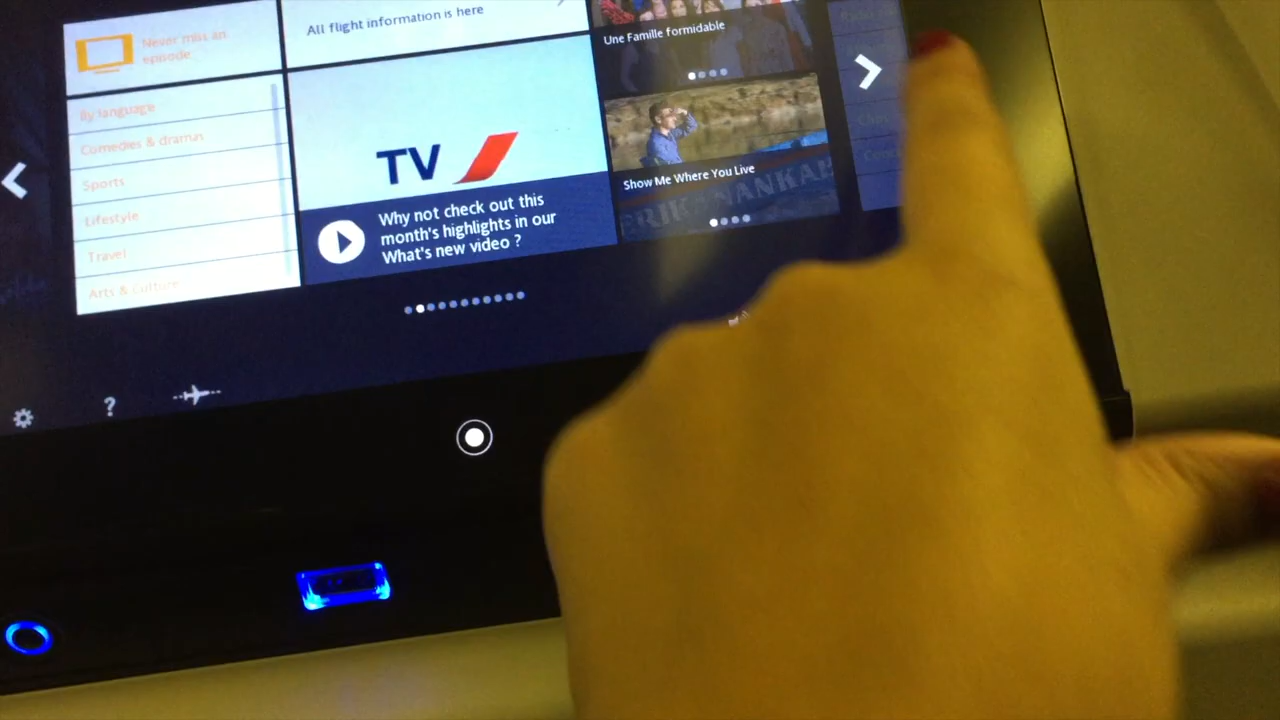 Never miss an
episode
By language
Comedies & dramas
Sports
Lifestyle
Travel
Arts & culture
All flight information is here
TV
Why not check out this
month's highlights in our
What's new video ?
Une Famille formidable
Show Me Where You Live
?